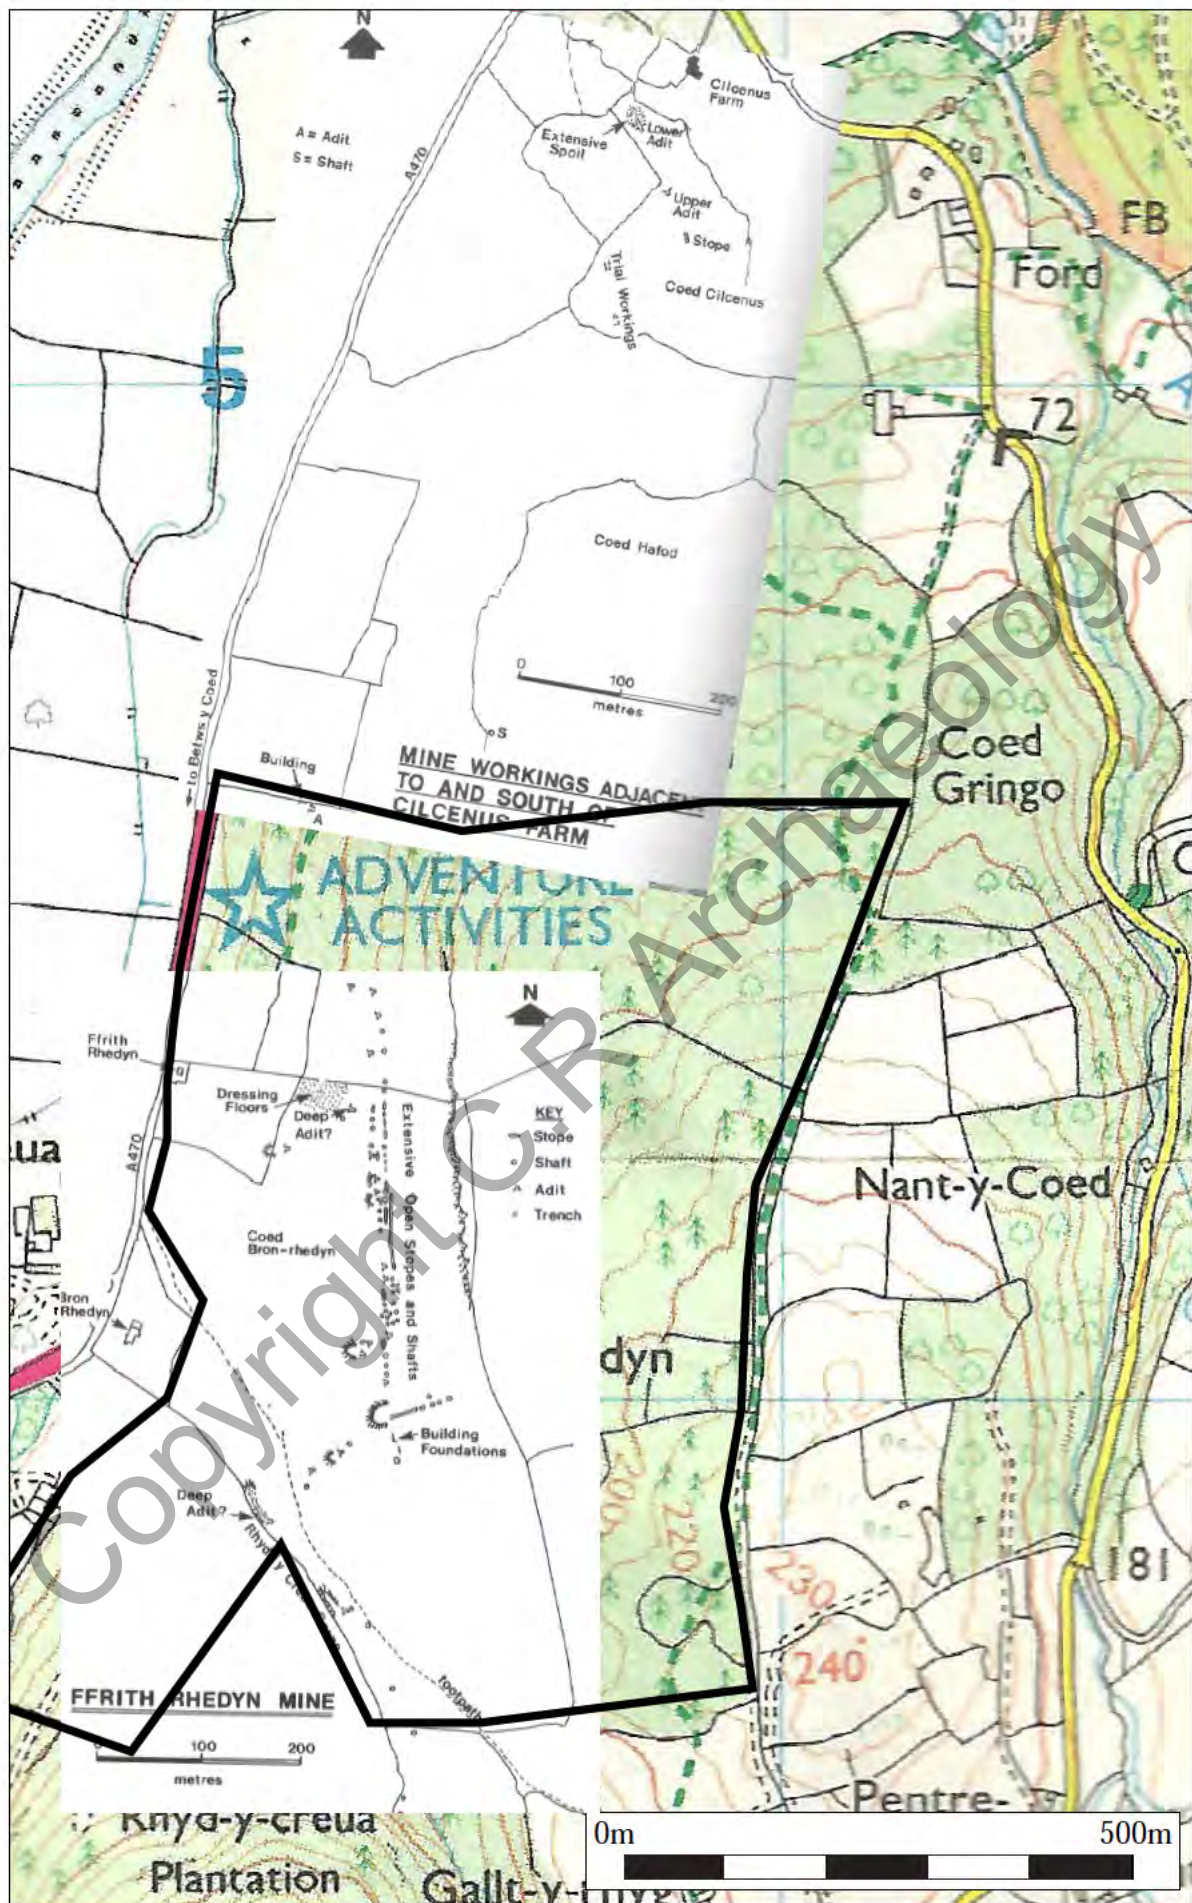 N
A = Adit
S = Shaft
A470
Cilcenus
Farm
Extensive
Spoil
Lower
Adit
Upper
Adit
Stope
Trial Workings
Coed Cilcenus
FB
Ford
5
72
Coed Hafod
0
100
200
metres
S
to Betws y Coed
Building
A
MINE WORKINGS ADJACENT
TO AND SOUTH OF
CILCENUS FARM
Coed
Gringo
ADVENTURE
ACTIVITIES
N
Ffrith
Rhedyn
Dressing
Floors
Deep
Adit?
Extensive Open Stopes and Shafts
KEY
Stope
Shaft
Adit
Trench
A470
Coed
Bron-rhedyn
Bron
Rhedyn
Nant-y-Coed
dyn
Building
Foundations
Deep
Adit?
200
220
230
240
181
footpath
FFRITH RHEDYN MINE
100
200
metres
Rhyd-y-creua
Plantation
Pentre-
0m
500m
Copyright C.R Archaeology